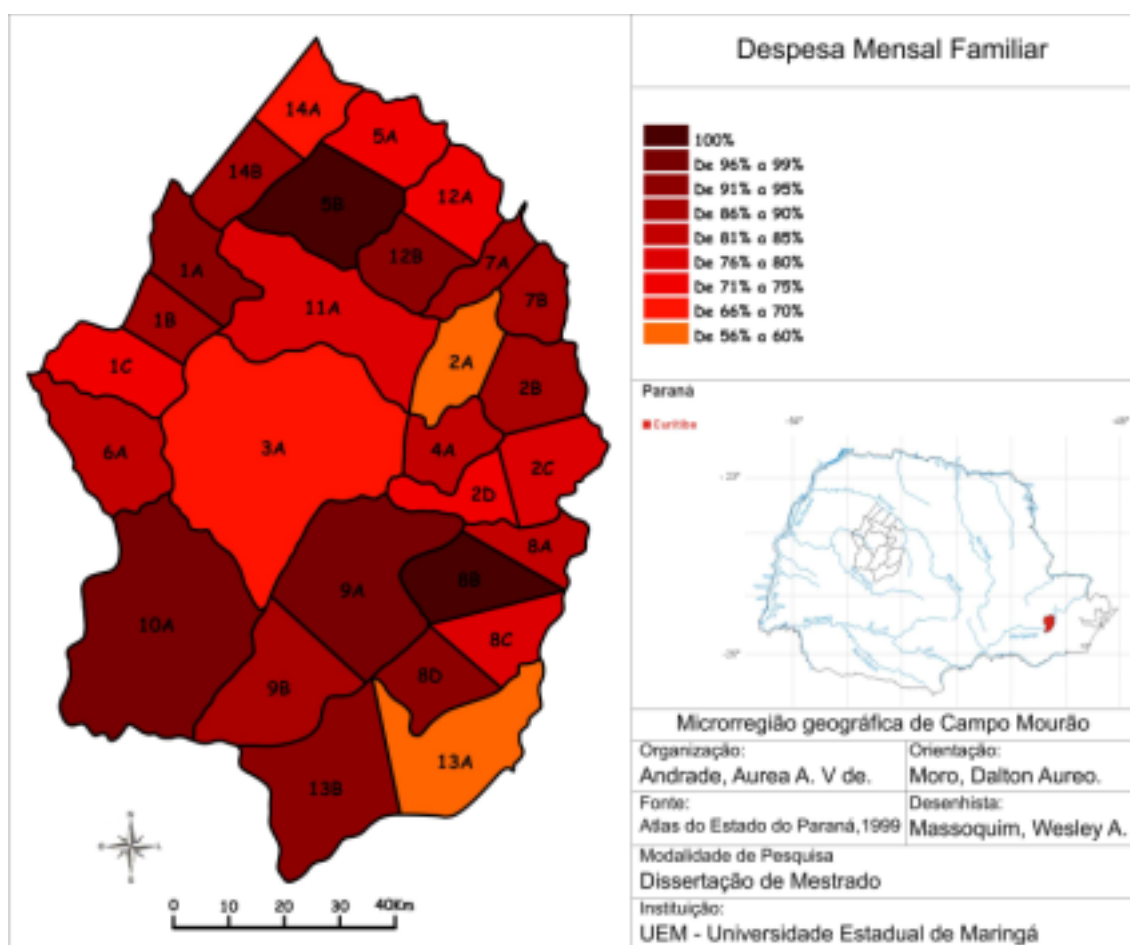 Despesa Mensal Familiar
100%
De 96% a 99%
De 91% a 95%
De 86% a 90%
De 81% a 85%
De 76% a 80%
De 71% a 75%
De 66% a 70%
De 56% a 60%
14A
5A
14B
5B
12A
12B
7A
1A
7B
11A
1B
2A
1C
2B
6A
3A
4A
2C
2D
8A
8B
9A
10A
8C
8D
9B
13A
13B
0 10 20 30 40Km
Paraná
Curitiba
Microrregião geográfica de Campo Mourão
Organização:
Andrade, Aurea A. V de.
Orientação:
Moro, Dalton Aureo.
Fonte:
Atlas do Estado do Paraná,1999
Desenhista:
Massoquim, Wesley A.
Modalidade de Pesquisa
Dissertação de Mestrado
Instituição:
UEM - Universidade Estadual de Maringá